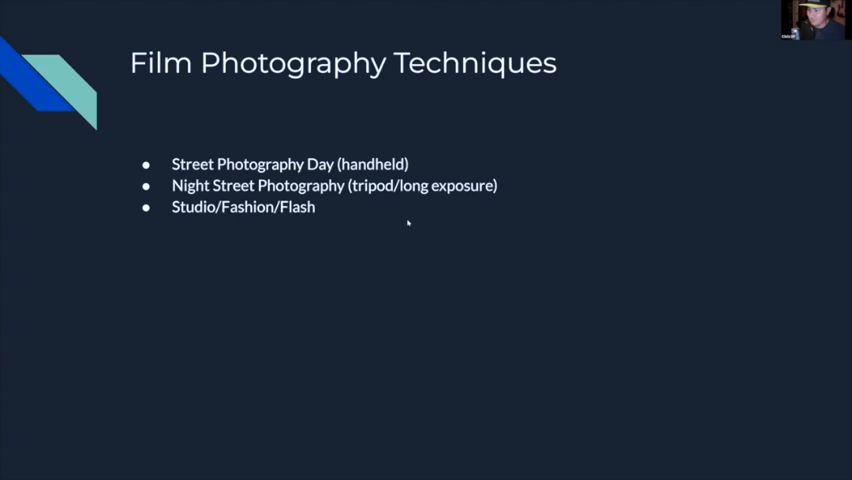 Film Photography Techniques
● Street Photography Day (handheld)
● Night Street Photography (tripod/long exposure)
● Studio/Fashion/Flash